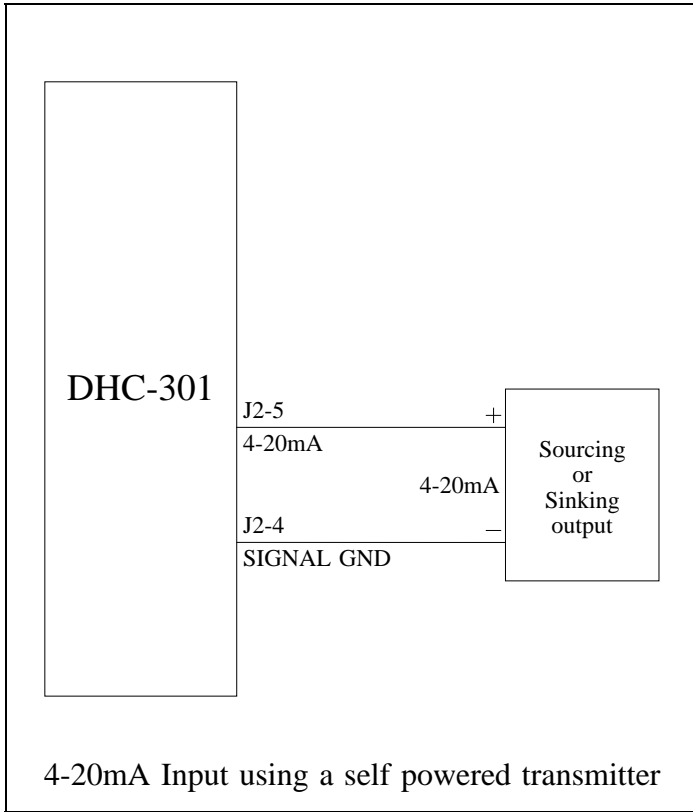 DHC-301
J2-5
+
4-20mA
Sourcing
or
Sinking
output
4-20mA
J2-4
−
SIGNAL GND
4-20mA Input using a self powered transmitter